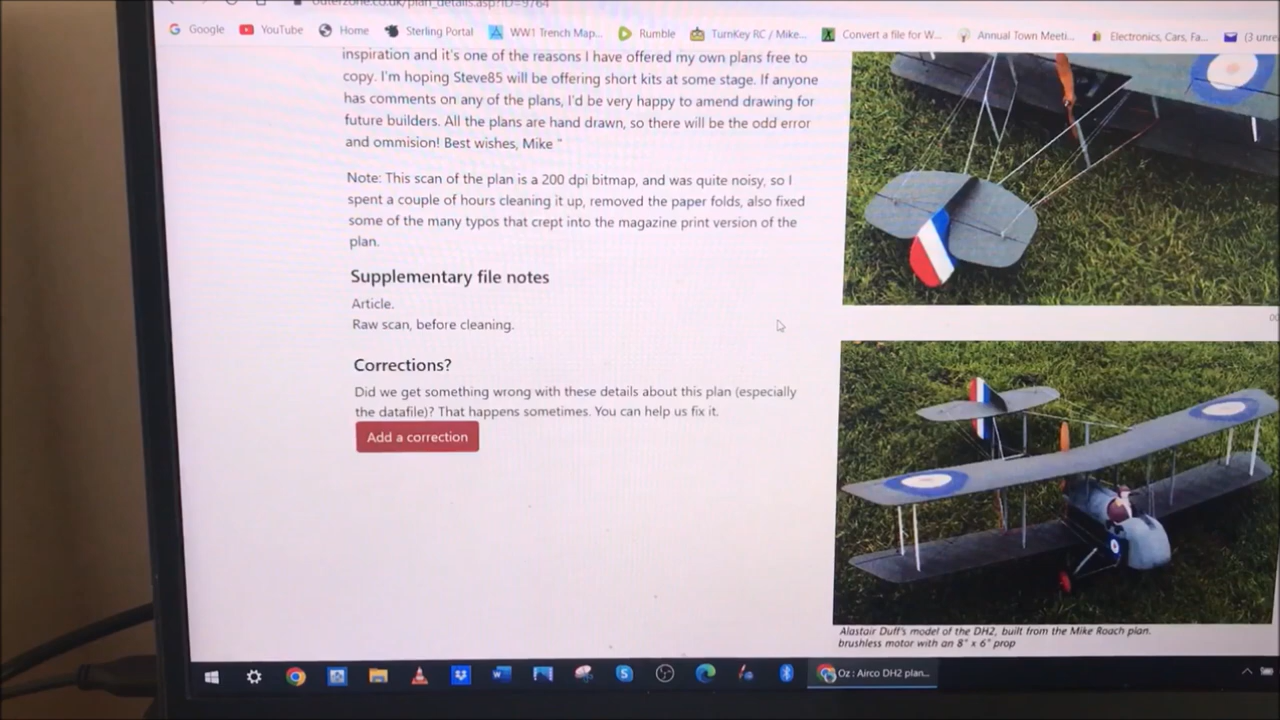 outerzone.co.uk/plan_details.asp?ID=9764
Google YouTube Home Sterling Portal WW1 Trench Map... Rumble TurnKey RC / Mike... Convert a file for W... Annual Town Meeti... Electronics, Cars, Fa... (3 unre
inspiration and it's one of the reasons I have offered my own plans free to
copy. I'm hoping Steve85 will be offering short kits at some stage. If anyone
has comments on any of the plans, I'd be very happy to amend drawing for
future builders. All the plans are hand drawn, so there will be the odd error
and ommision! Best wishes, Mike "
Note: This scan of the plan is a 200 dpi bitmap, and was quite noisy, so I
spent a couple of hours cleaning it up, removed the paper folds, also fixed
some of the many typos that crept into the magazine print version of the
plan.
Supplementary file notes
Article.
Raw scan, before cleaning.
Corrections?
Did we get something wrong with these details about this plan (especially
the datafile)? That happens sometimes. You can help us fix it.
Add a correction
Alastair Duff's model of the DH2, built from the Mike Roach plan.
brushless motor with an 8" x 6" prop
Oz : Airco DH2 plan...